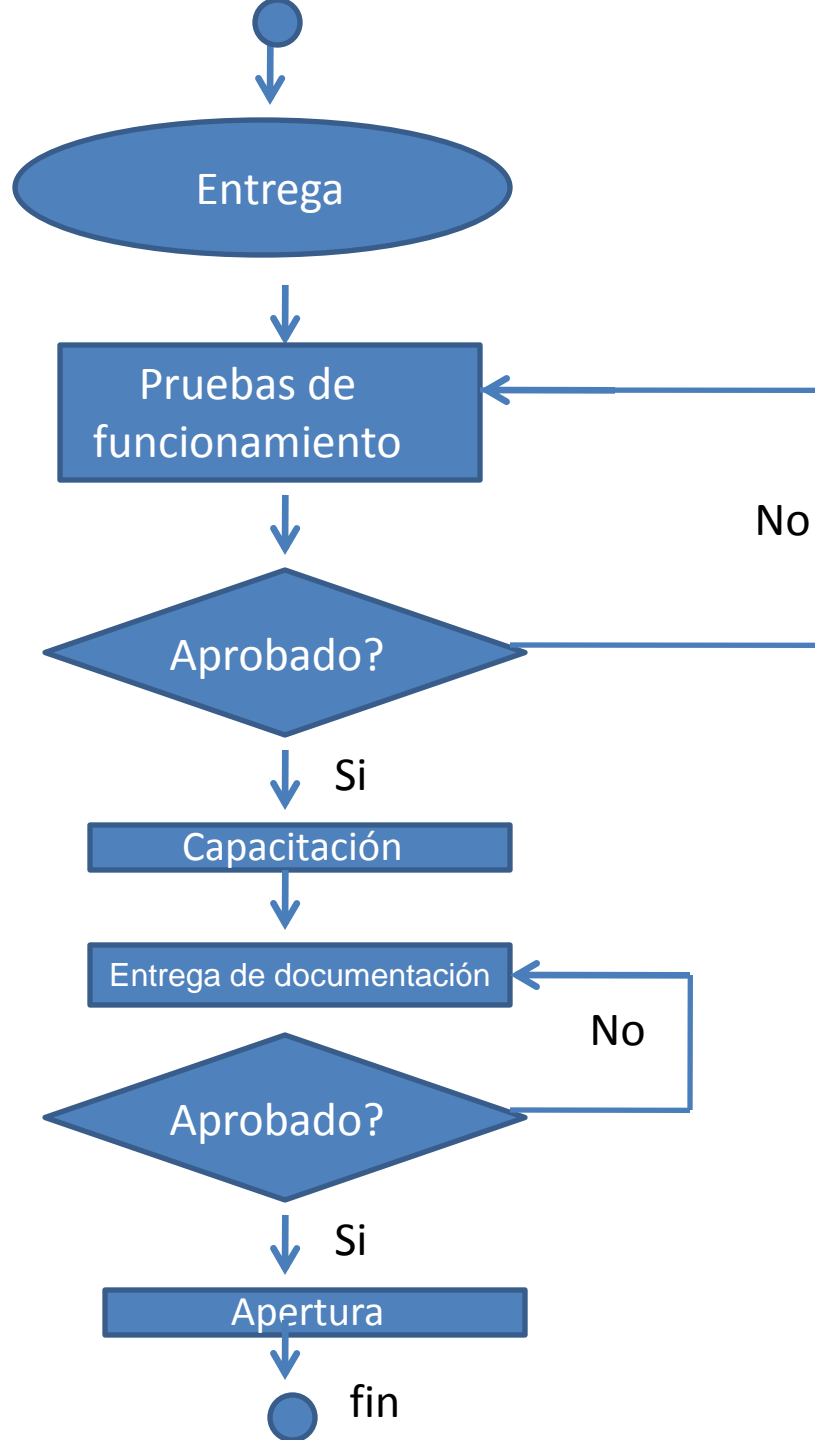 Entrega
Pruebas de
funcionamiento
No
Aprobado?
Si
Capacitación
Entrega de documentación
No
Aprobado?
Si
Apertura
fin